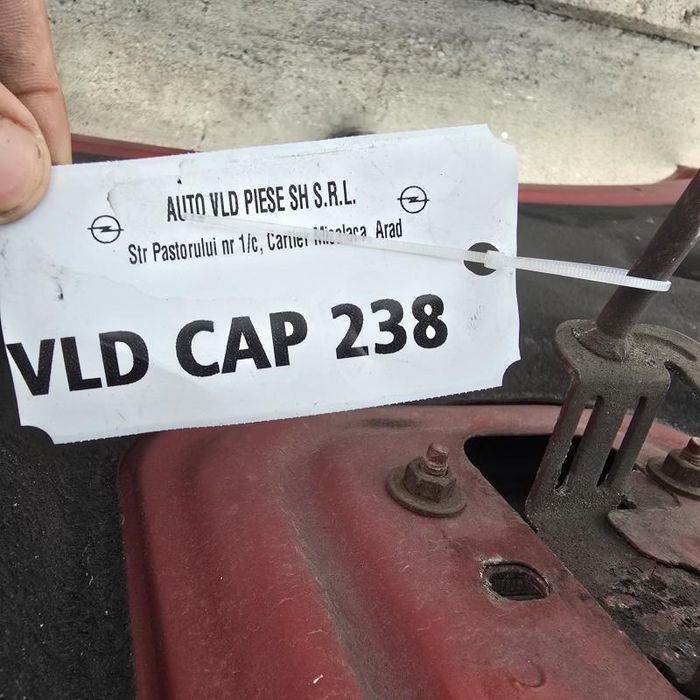 AUTO VLD PIESE SH S.R.L.
Str Pastorului nr 1/c, Cartier Micalaca, Arad
VLD CAP 238